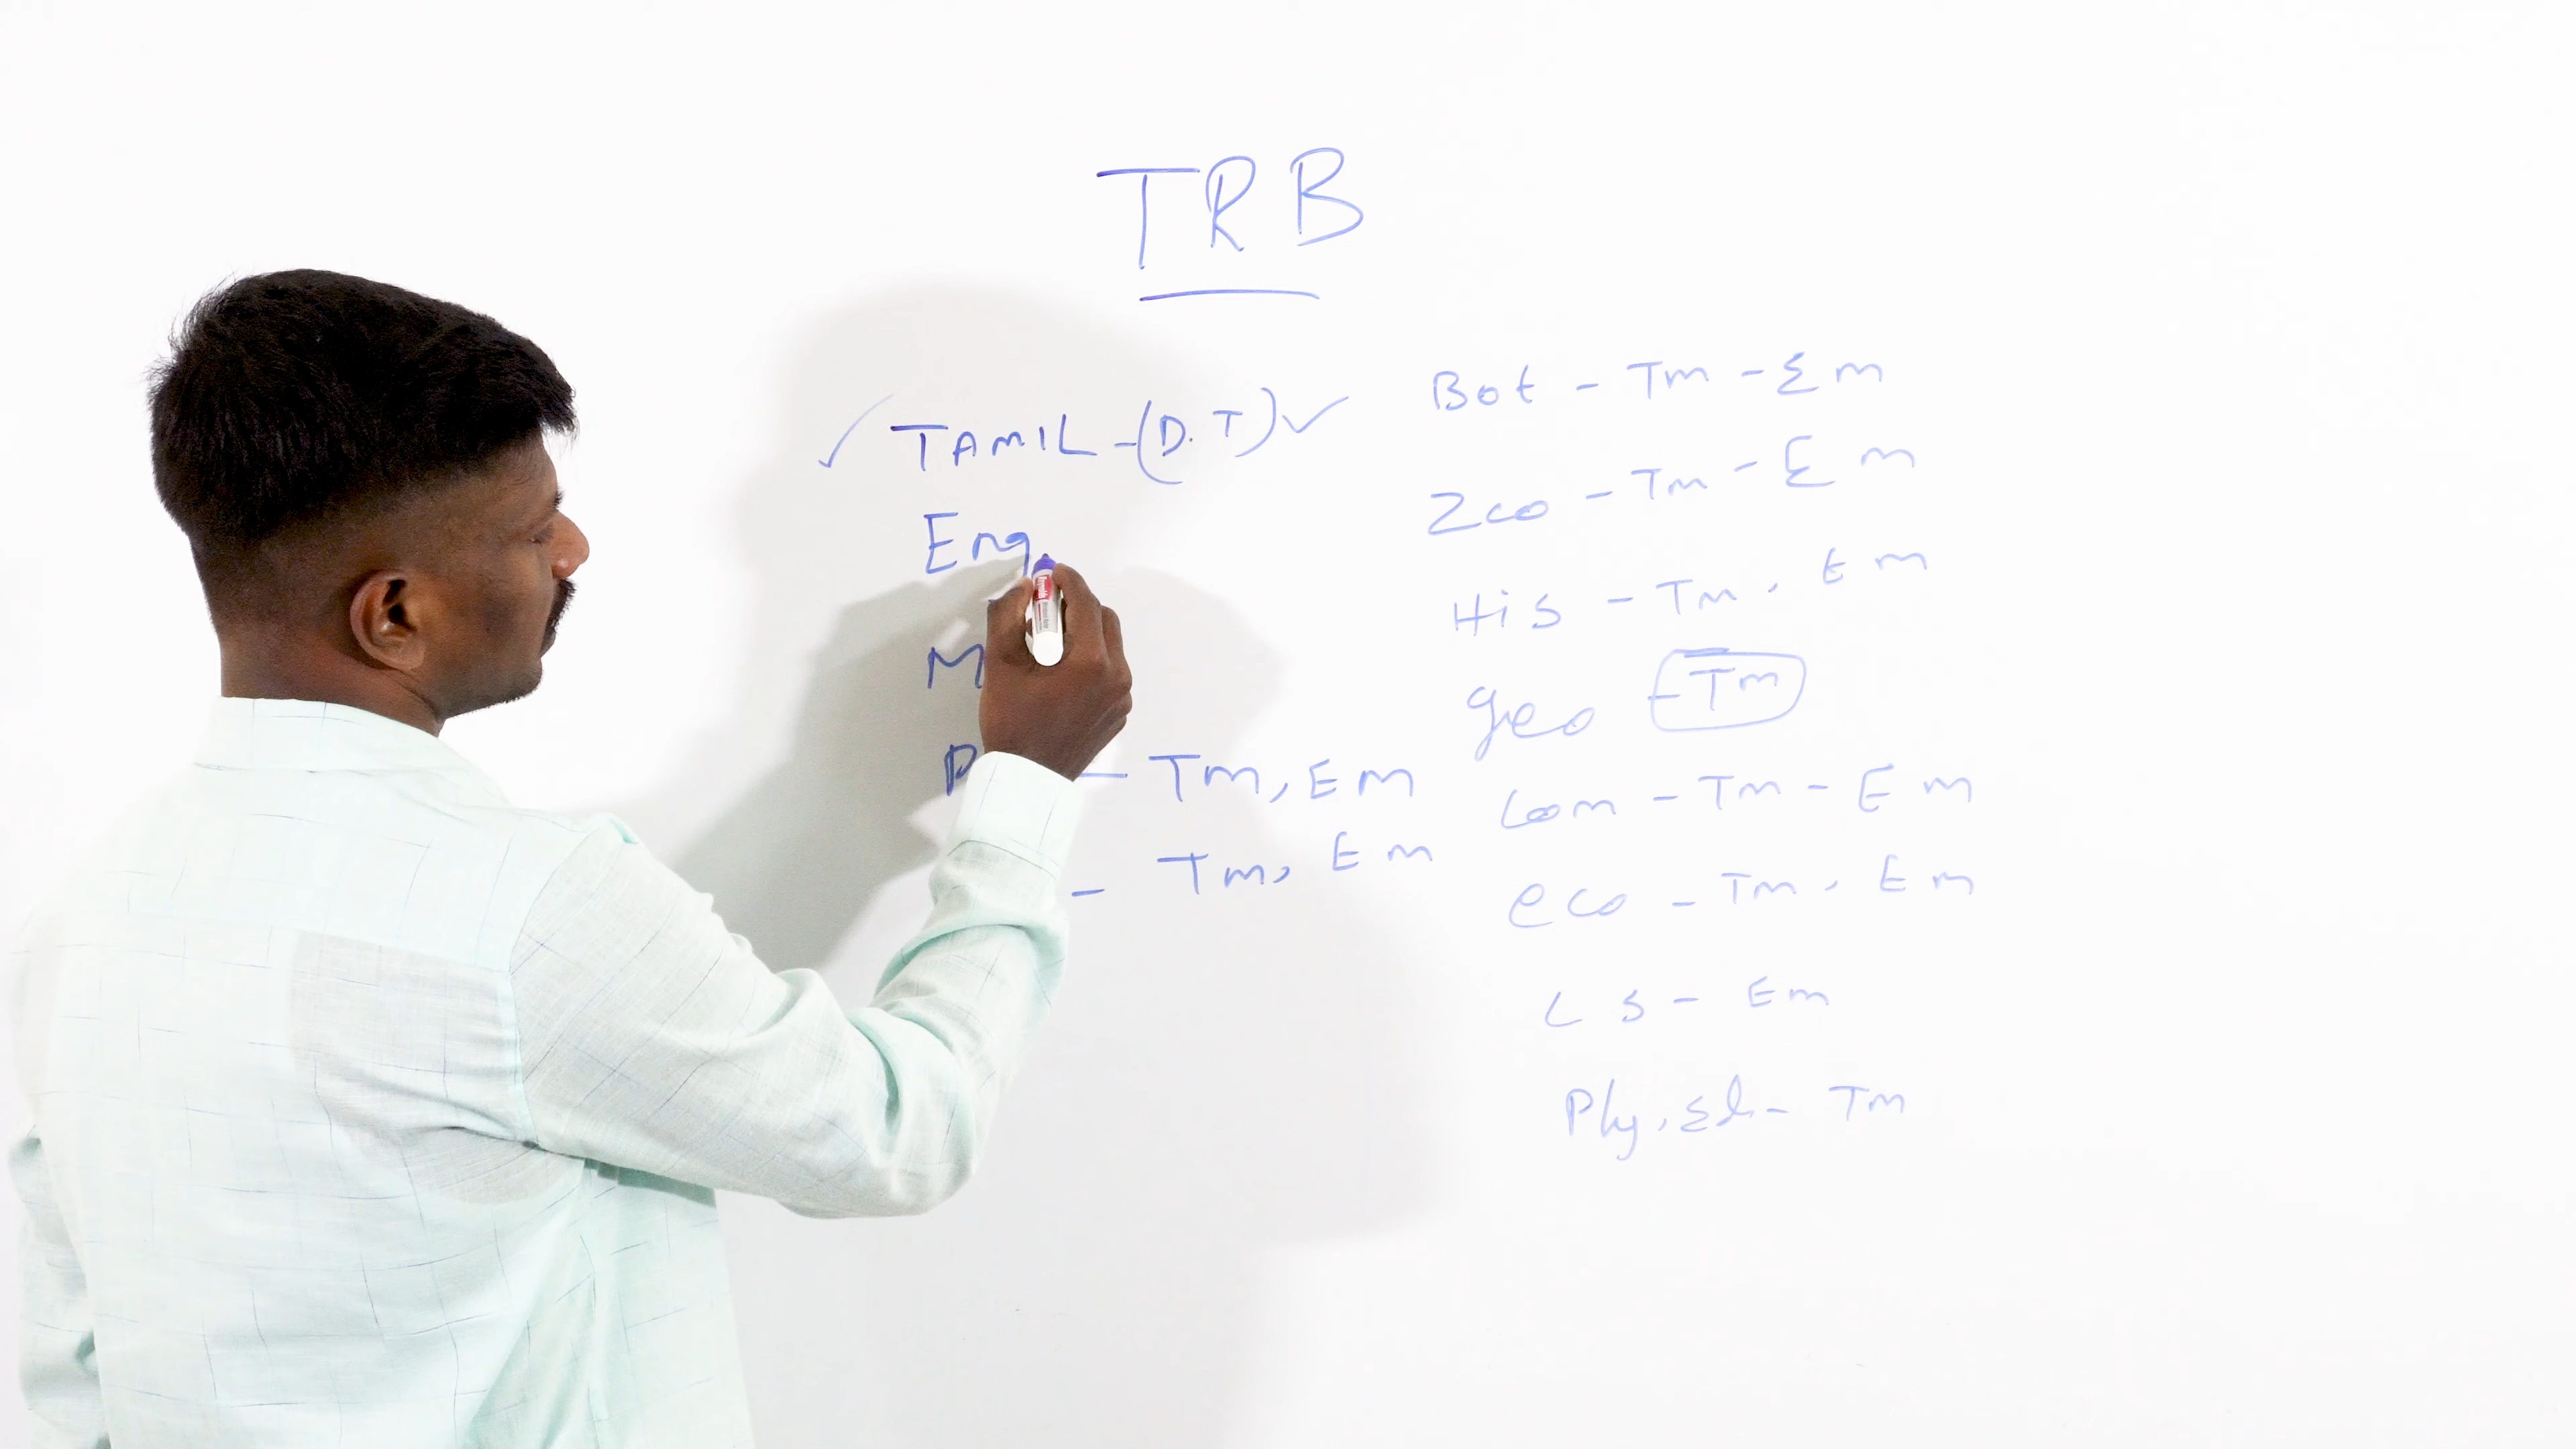 TRB
TAMIL - (D.T) ✓
Eng
M
P - Tm, Em
- Tm, Em
Bot - Tm - Em
Zoo - Tm - Em
His - Tm, Em
geo - Tm
Com - Tm - Em
eco - Tm, Em
LS - Em
Phy. Ed - Tm